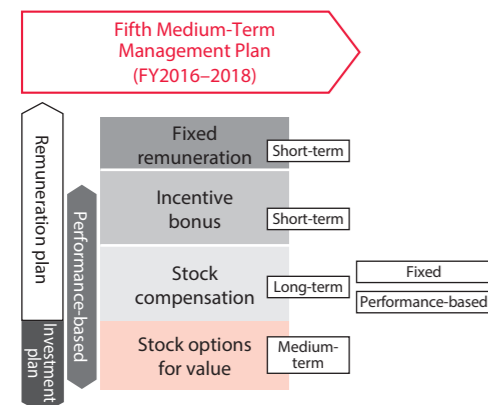 Fifth Medium-Term
Management Plan
(FY2016–2018)
Remuneration plan
Investment
plan
Performance-based
Fixed
remuneration
Short-term
Incentive
bonus
Short-term
Stock
compensation
Long-term
Fixed
Performance-based
Stock options
for value
Medium-
term